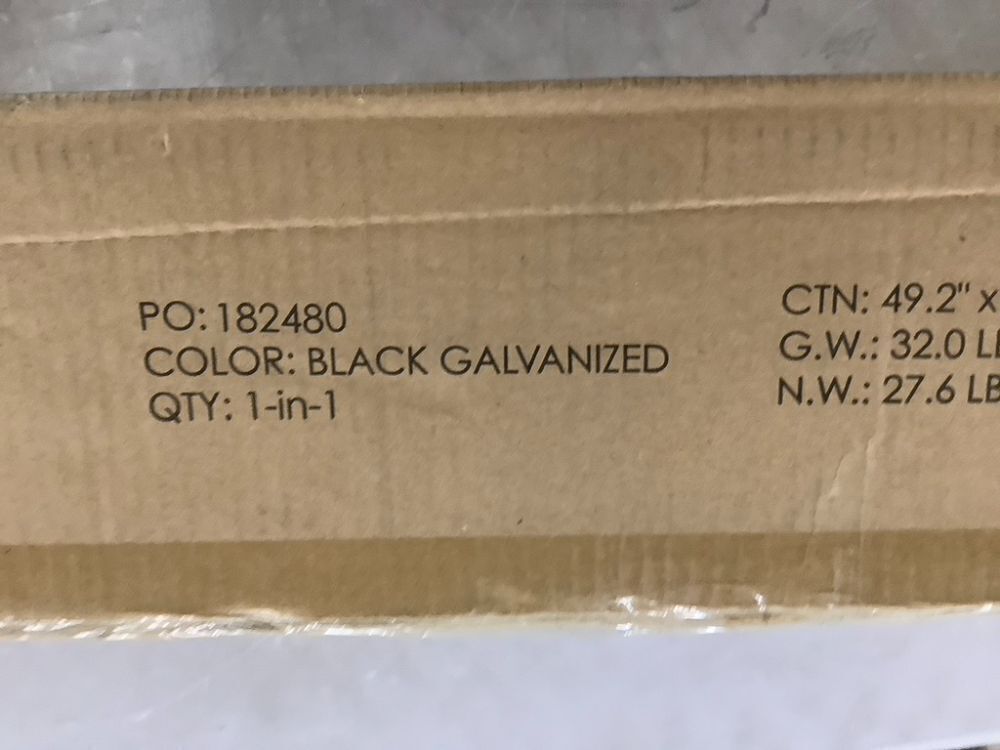 PO: 182480
COLOR: BLACK GALVANIZED
QTY: 1-in-1
CTN: 49.2" x
G.W.: 32.0
N.W.: 27.6